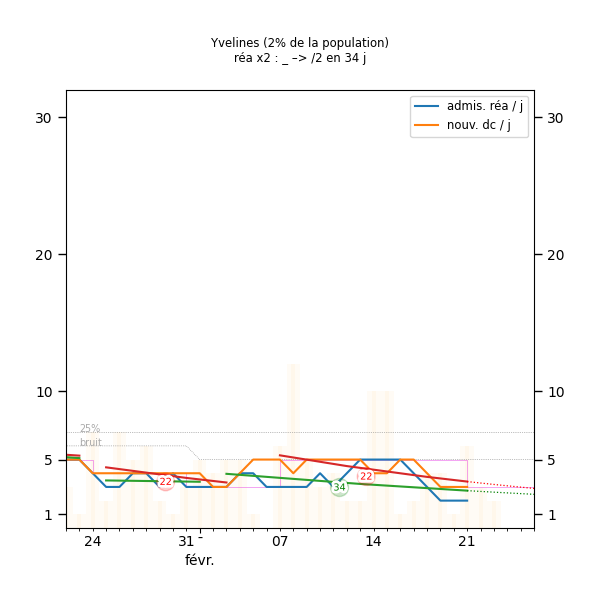 Yvelines (2% de la population)
réa x2 : _ –> /2 en 34 j
admis. réa / j
nouv. dc / j
30 30
20 20
10 10
25%
bruit
5 5
22 34 22
1 1
24 31 - 07 14 21
févr.